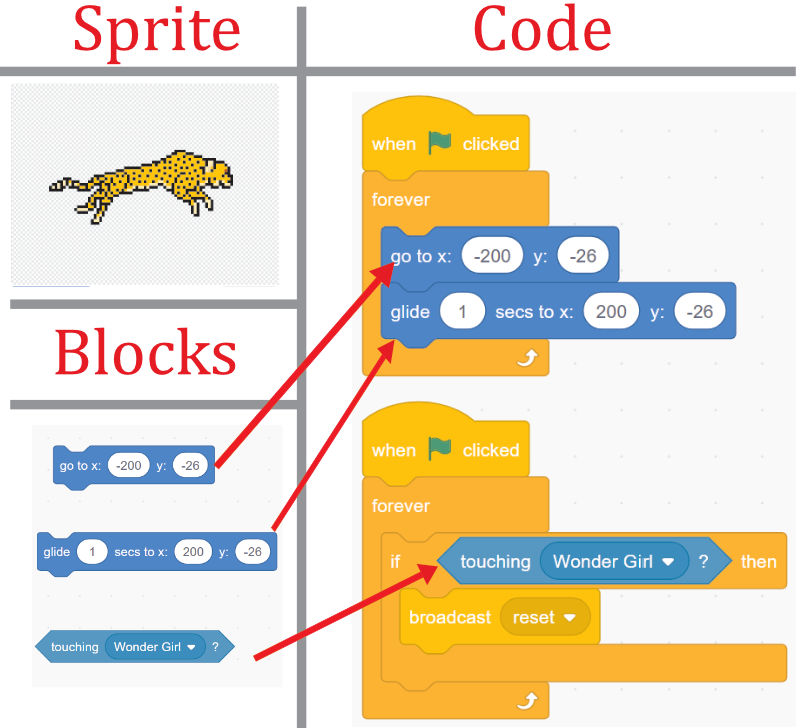 Sprite
Code
when clicked
forever
go to x: -200 y: -26
glide 1 secs to x: 200 y: -26
Blocks
go to x: -200 y: -26
glide 1 secs to x: 200 y: -26
touching Wonder Girl ?
when clicked
forever
if touching Wonder Girl ? then
broadcast reset